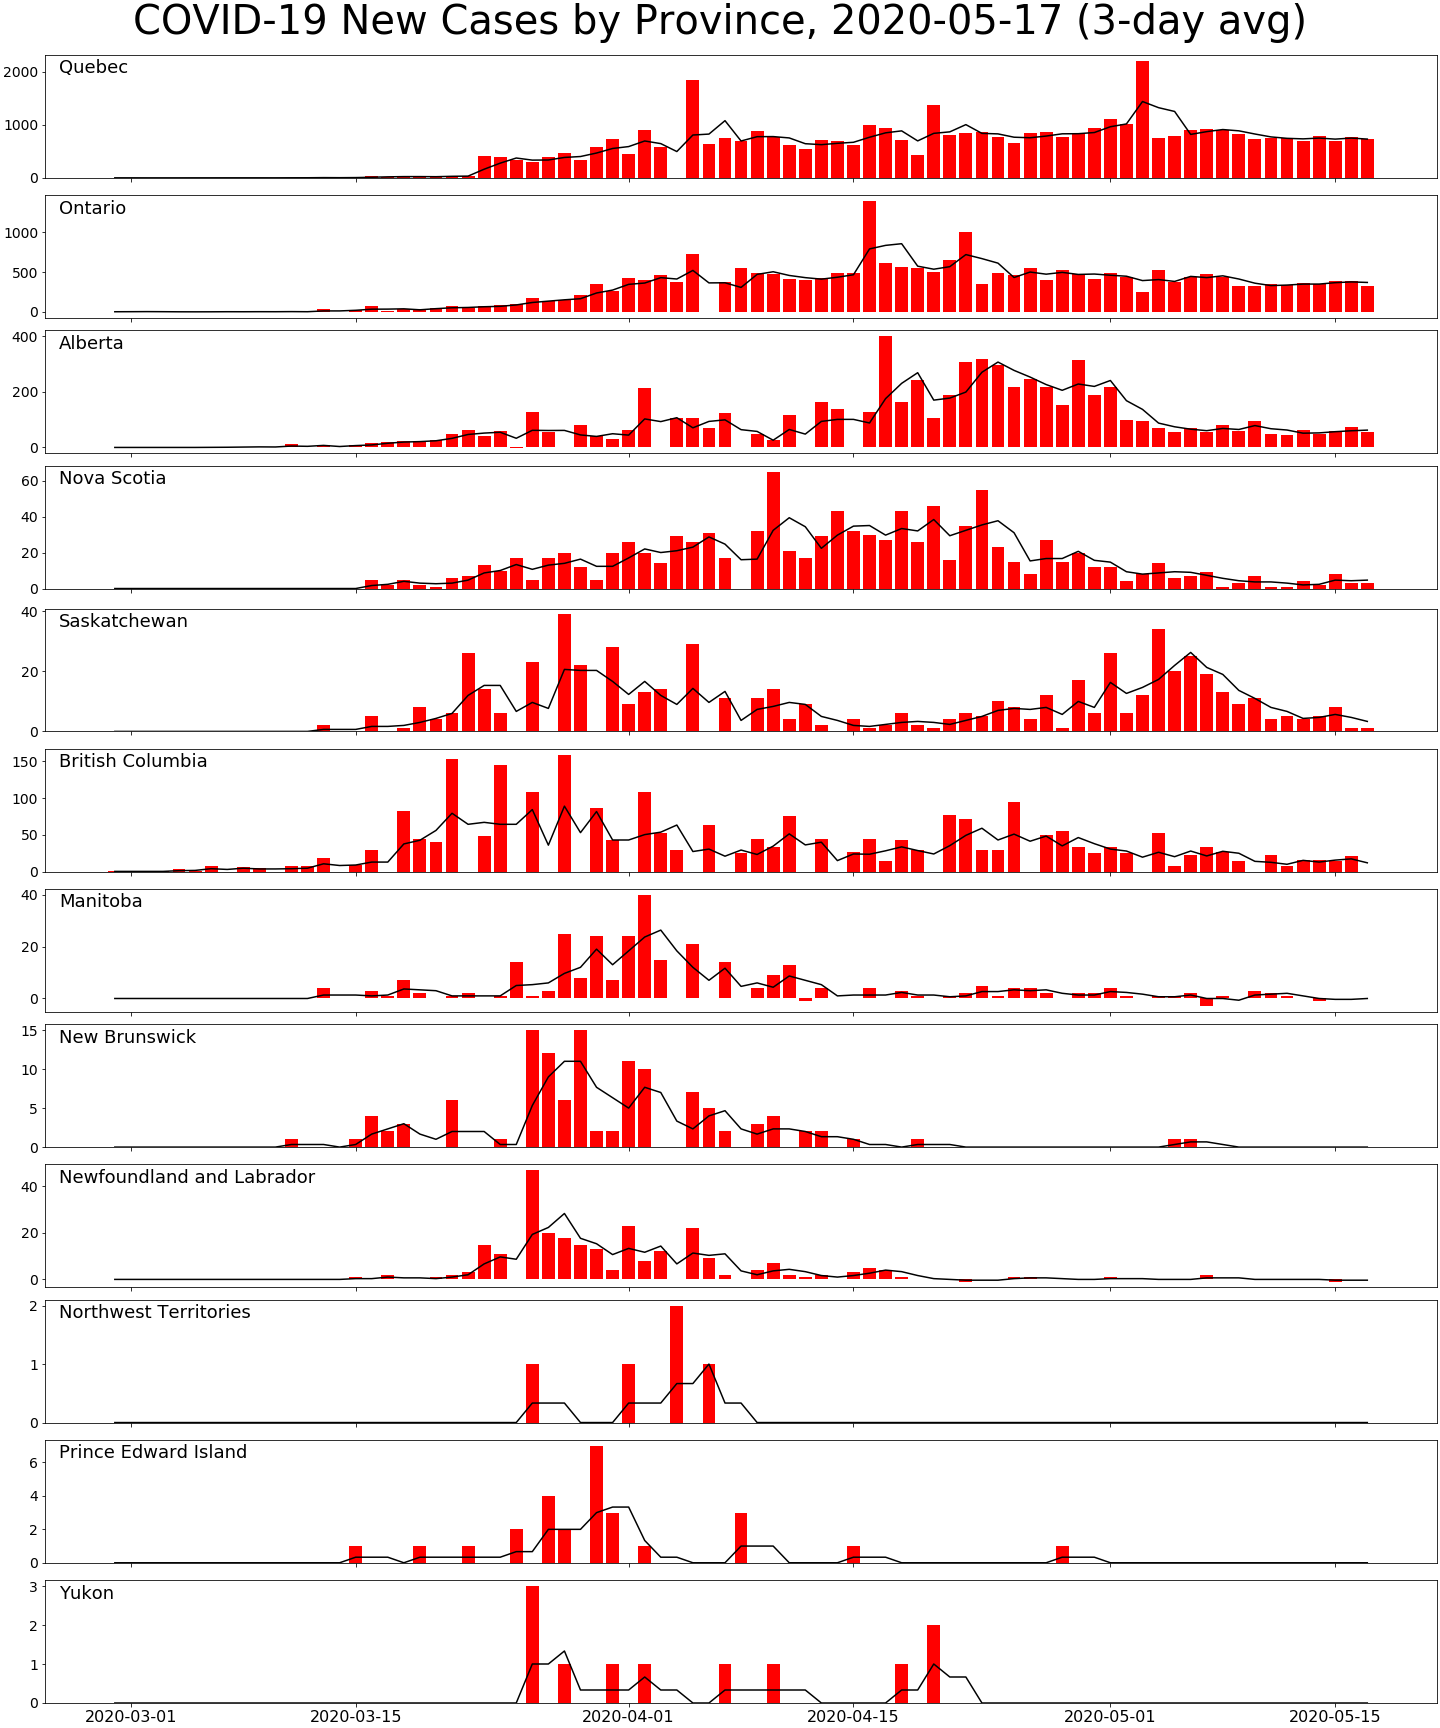 COVID-19 New Cases by Province, 2020-05-17 (3-day avg)
Quebec
2000
1000
0
Ontario
1000
500
0
Alberta
400
200
0
Nova Scotia
60
40
20
0
Saskatchewan
40
20
0
British Columbia
150
100
50
0
Manitoba
40
20
0
New Brunswick
15
10
5
0
Newfoundland and Labrador
40
20
0
Northwest Territories
2
1
0
Prince Edward Island
6
4
2
0
Yukon
3
2
1
0
2020-03-01 2020-03-15 2020-04-01 2020-04-15 2020-05-01 2020-05-15